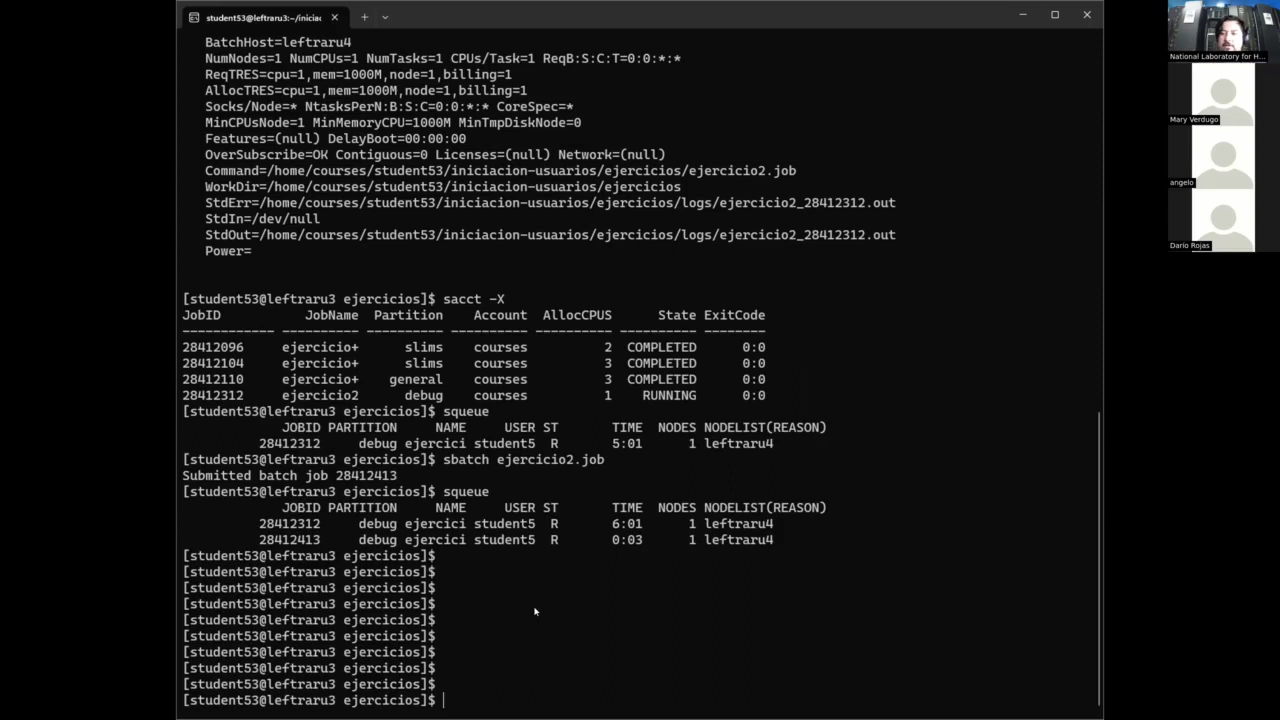 student53@leftraru3:~/iniciac
BatchHost=leftraru4
NumNodes=1 NumCPUs=1 NumTasks=1 CPUs/Task=1 ReqB:S:C:T=0:0:*:*
ReqTRES=cpu=1,mem=1000M,node=1,billing=1
AllocTRES=cpu=1,mem=1000M,node=1,billing=1
Socks/Node=* NtasksPerN:B:S:C=0:0:*:* CoreSpec=*
MinCPUsNode=1 MinMemoryCPU=1000M MinTmpDiskNode=0
Features=(null) DelayBoot=00:00:00
OverSubscribe=OK Contiguous=0 Licenses=(null) Network=(null)
Command=/home/courses/student53/iniciacion-usuarios/ejercicios/ejercicio2.job
WorkDir=/home/courses/student53/iniciacion-usuarios/ejercicios
StdErr=/home/courses/student53/iniciacion-usuarios/ejercicios/logs/ejercicio2_28412312.out
StdIn=/dev/null
StdOut=/home/courses/student53/iniciacion-usuarios/ejercicios/logs/ejercicio2_28412312.out
Power=
[student53@leftraru3 ejercicios]$ sacct -X
JobID JobName Partition Account AllocCPUS State ExitCode
------------ ---------- ---------- ---------- ---------- ---------- --------
28412096 ejercicio+ slims courses 2 COMPLETED 0:0
28412104 ejercicio+ slims courses 3 COMPLETED 0:0
28412110 ejercicio+ general courses 3 COMPLETED 0:0
28412312 ejercicio2 debug courses 1 RUNNING 0:0
[student53@leftraru3 ejercicios]$ squeue
JOBID PARTITION NAME USER ST TIME NODES NODELIST(REASON)
28412312 debug ejercici student5 R 5:01 1 leftraru4
[student53@leftraru3 ejercicios]$ sbatch ejercicio2.job
Submitted batch job 28412413
[student53@leftraru3 ejercicios]$ squeue
JOBID PARTITION NAME USER ST TIME NODES NODELIST(REASON)
28412312 debug ejercici student5 R 6:01 1 leftraru4
28412413 debug ejercici student5 R 0:03 1 leftraru4
[student53@leftraru3 ejercicios]$
[student53@leftraru3 ejercicios]$
[student53@leftraru3 ejercicios]$
[student53@leftraru3 ejercicios]$
[student53@leftraru3 ejercicios]$
[student53@leftraru3 ejercicios]$
[student53@leftraru3 ejercicios]$
[student53@leftraru3 ejercicios]$
[student53@leftraru3 ejercicios]$
[student53@leftraru3 ejercicios]$
National Laboratory for H...
Mary Verdugo
angelo
Darío Rojas